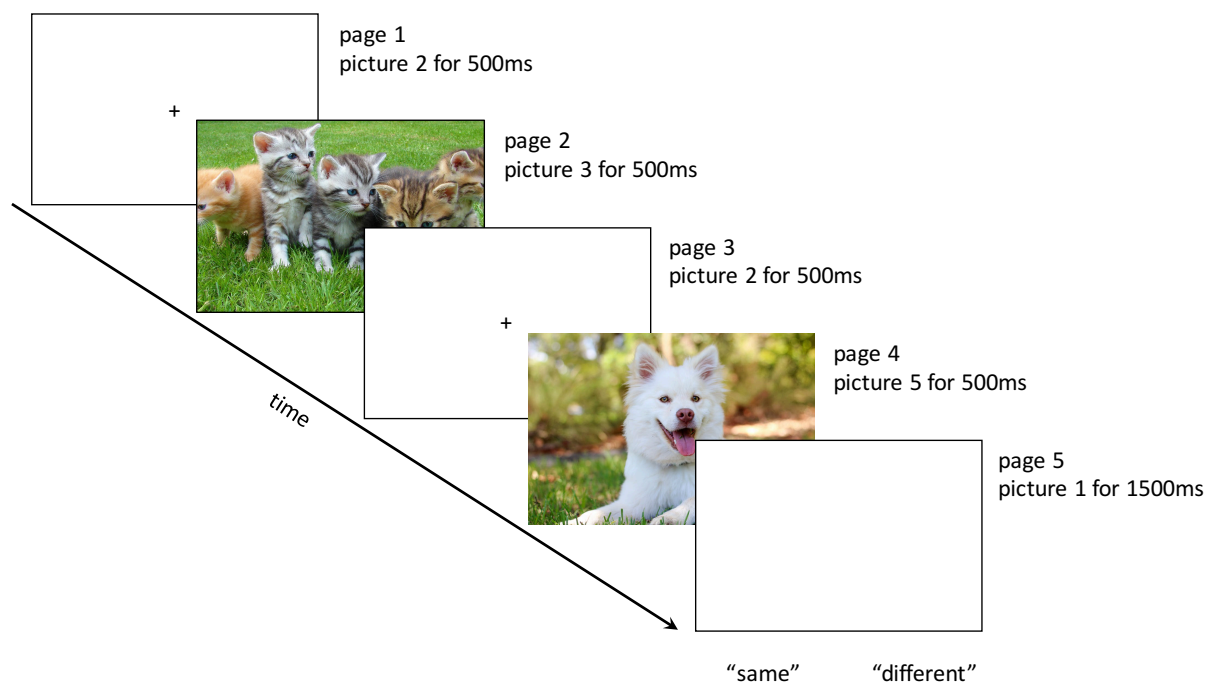 page 1
picture 2 for 500ms
+
page 2
picture 3 for 500ms
page 3
picture 2 for 500ms
+
page 4
picture 5 for 500ms
time
page 5
picture 1 for 1500ms
“same” “different”